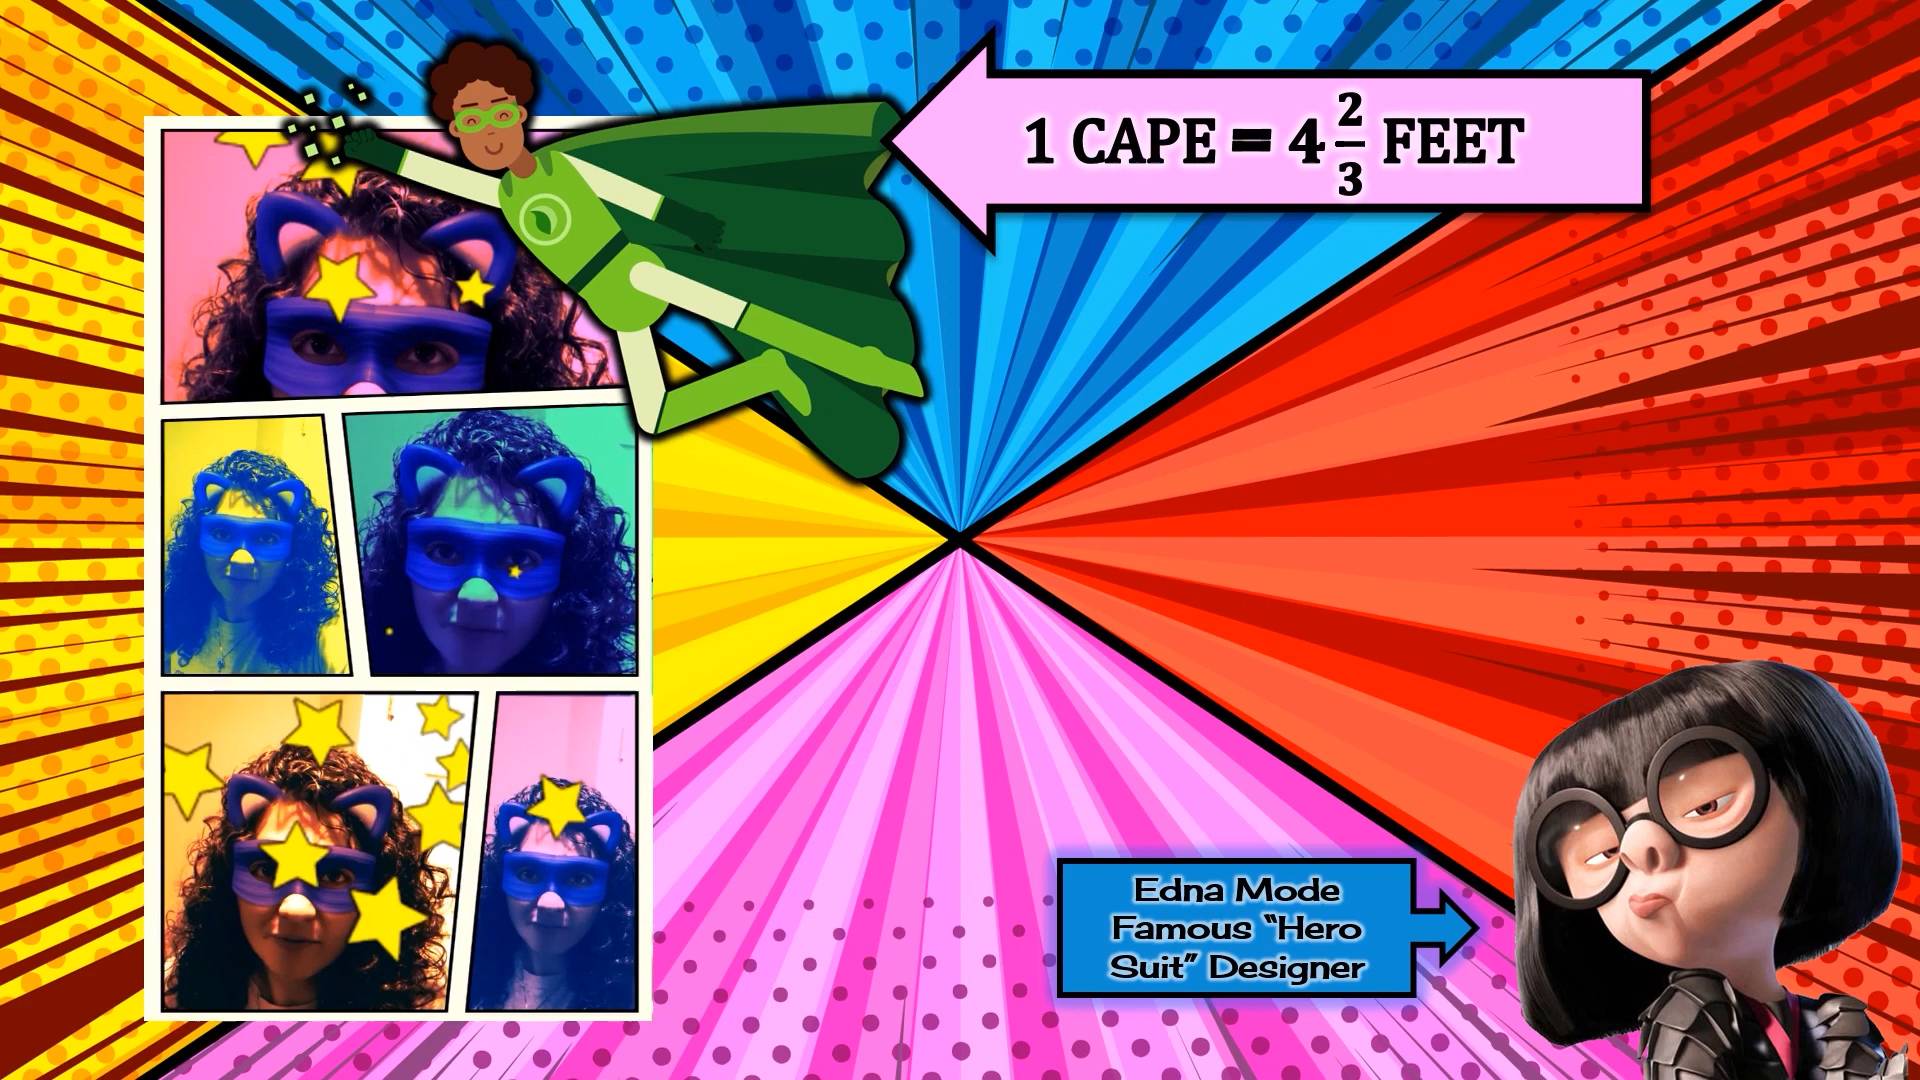 1 CAPE = 4 2/3 FEET
Edna Mode
Famous “Hero
Suit” Designer